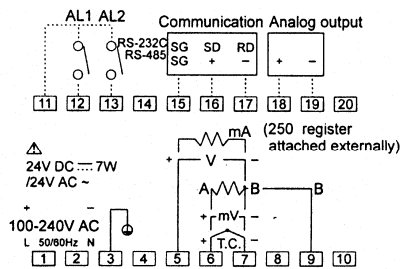 AL1 AL2 Communication Analog output
RS-232C SG SD RD
RS-485 SG + − + −
11 12 13 14 15 16 17 18 19 20
mA (250 register
attached externally)
+ V −
24V DC 7W
/24V AC ~
A B B
+ mV −
+ −
100-240V AC
+ T.C. −
L 50/60Hz N
1 2 3 4 5 6 7 8 9 10